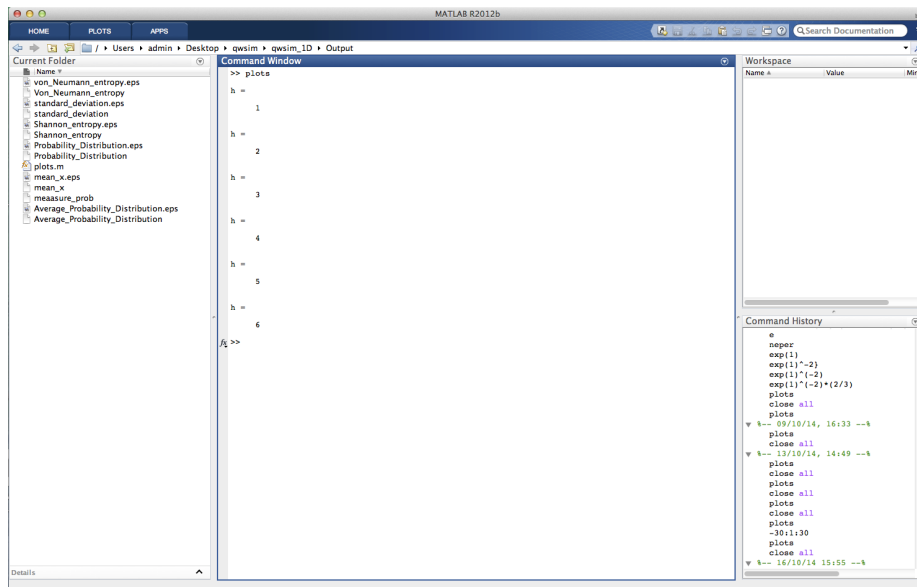 MATLAB R2012b
HOME PLOTS APPS
Search Documentation
/ Users admin Desktop qwsim qwsim_1D Output
Current Folder
Name
von_Neumann_entropy.eps
Von_Neumann_entropy
standard_deviation.eps
standard_deviation
Shannon_entropy.eps
Shannon_entropy
Probability_Distribution.eps
Probability_Distribution
plots.m
mean_x.eps
mean_x
meaasure_prob
Average_Probability_Distribution.eps
Average_Probability_Distribution
Details
Command Window
>> plots
h =
1
h =
2
h =
3
h =
4
h =
5
h =
6
fx >>
Workspace
Name Value Min
Command History
e
neper
exp(1)
exp(1)^-2}
exp(1)^(-2)
exp(1)^(-2)*(2/3)
plots
close all
plots
%-- 09/10/14, 16:33 --%
plots
close all
%-- 13/10/14, 14:49 --%
plots
close all
plots
close all
plots
close all
plots
-30:1:30
plots
close all
%-- 16/10/14 15:55 --%